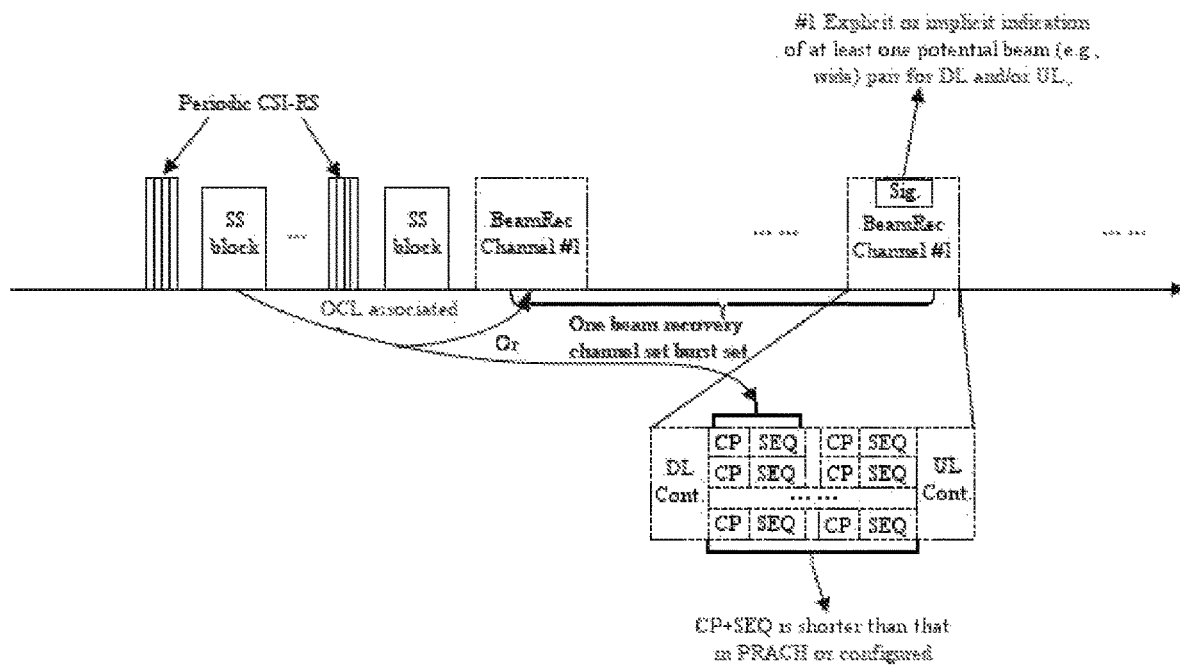 #1 Explicit or implicit indication
of at least one potential beam (e.g.,
wide) pair for DL and/or UL.
Periodic CSI-RS
SS
block
...
SS
block
BeamRec
Channel #1
... ...
Sig.
BeamRec
Channel #1
... ...
QCL associated
Or
One beam recovery
channel set burst set
DL
Cont.
CP SEQ CP SEQ
CP SEQ CP SEQ
... ...
CP SEQ CP SEQ
UL
Cont.
CP+SEQ is shorter than that
in PRACH or configured